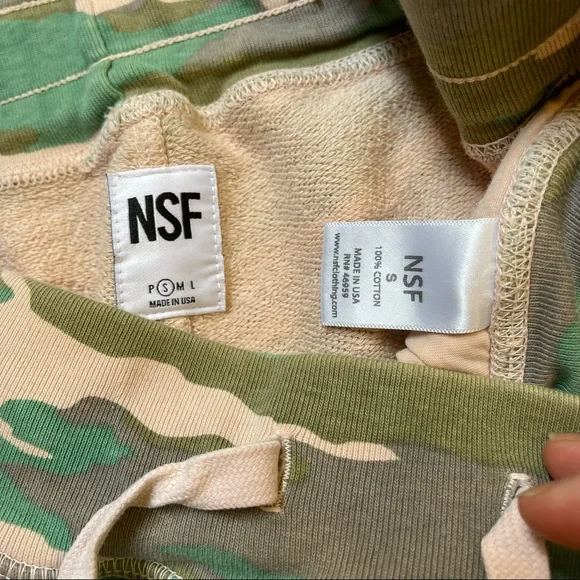 NSF
P S M L
MADE IN USA
NSF
S
100% COTTON
MADE IN USA
RN# 46959
www.nsfclothing.com